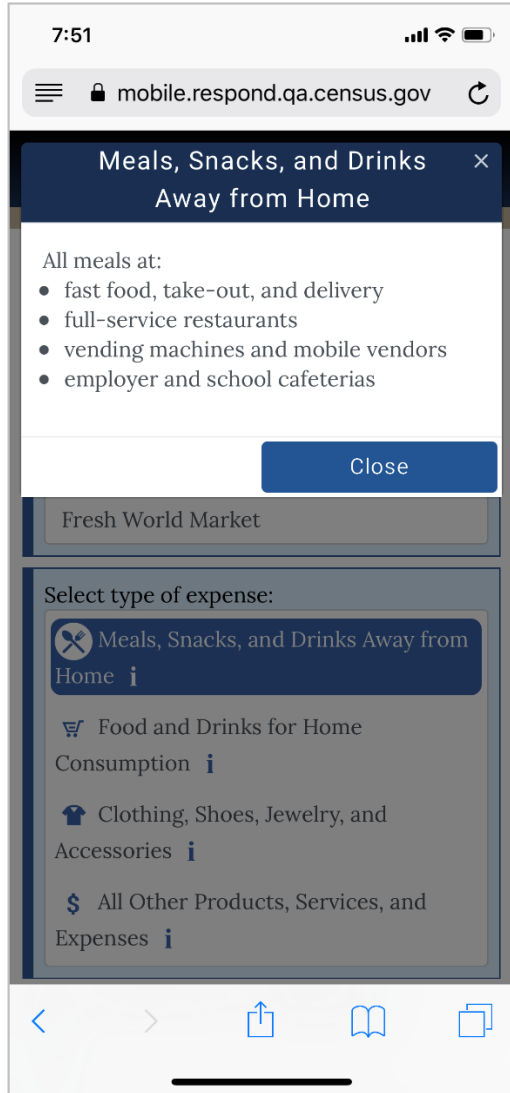 7:51
mobile.respond.qa.census.gov
Meals, Snacks, and Drinks
Away from Home
×
All meals at:
• fast food, take-out, and delivery
• full-service restaurants
• vending machines and mobile vendors
• employer and school cafeterias
Close
Fresh World Market
Select type of expense:
Meals, Snacks, and Drinks Away from
Home i
Food and Drinks for Home
Consumption i
Clothing, Shoes, Jewelry, and
Accessories i
$ All Other Products, Services, and
Expenses i